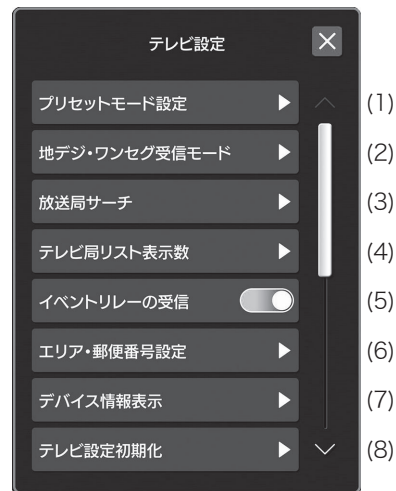 テレビ設定
プリセットモード設定
(1)
地デジ・ワンセグ受信モード
(2)
放送局サーチ
(3)
テレビ局リスト表示数
(4)
イベントリレーの受信
(5)
エリア・郵便番号設定
(6)
デバイス情報表示
(7)
テレビ設定初期化
(8)